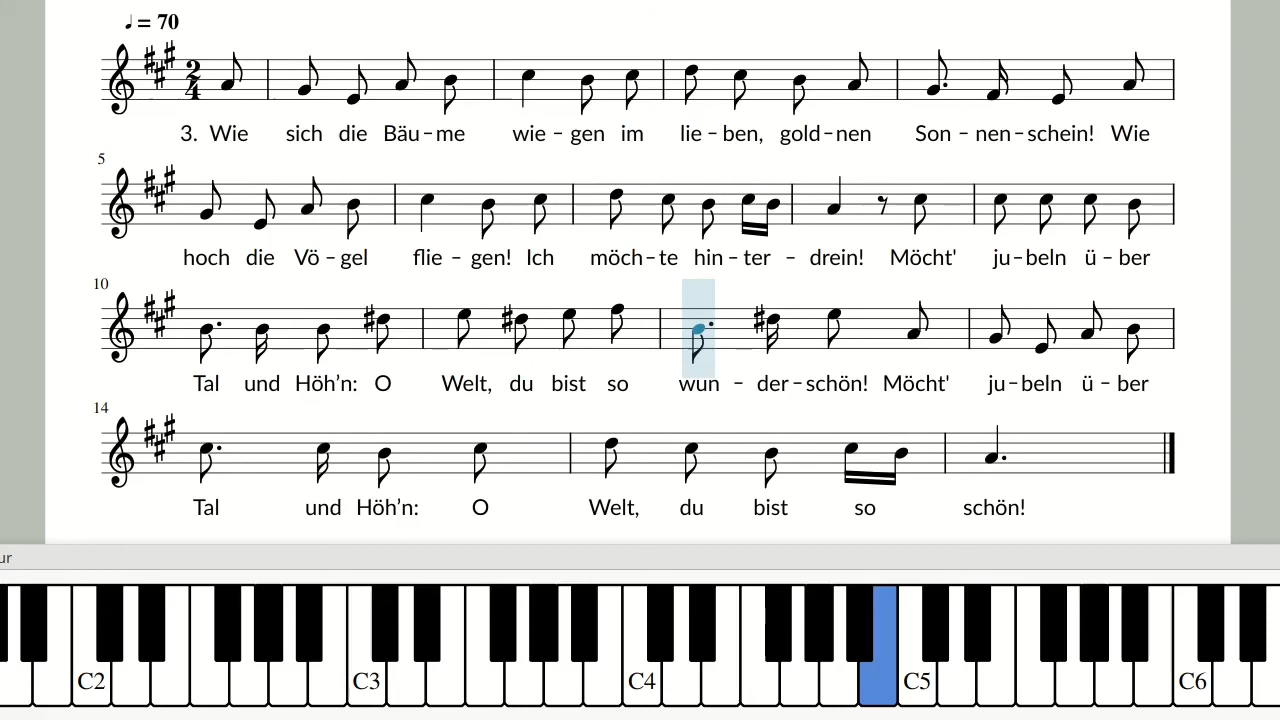 ♩ = 70
2
4
3. Wie sich die Bäu – me wie – gen im lie – ben, gold – nen Son – nen – schein! Wie
5
hoch die Vö – gel flie – gen! Ich möch – te hin – ter – drein! Möcht' ju – beln ü – ber
10
Tal und Höh’n: O Welt, du bist so wun – der – schön! Möcht' ju – beln ü – ber
14
Tal und Höh’n: O Welt, du bist so schön!
ur
C2 C3 C4 C5 C6